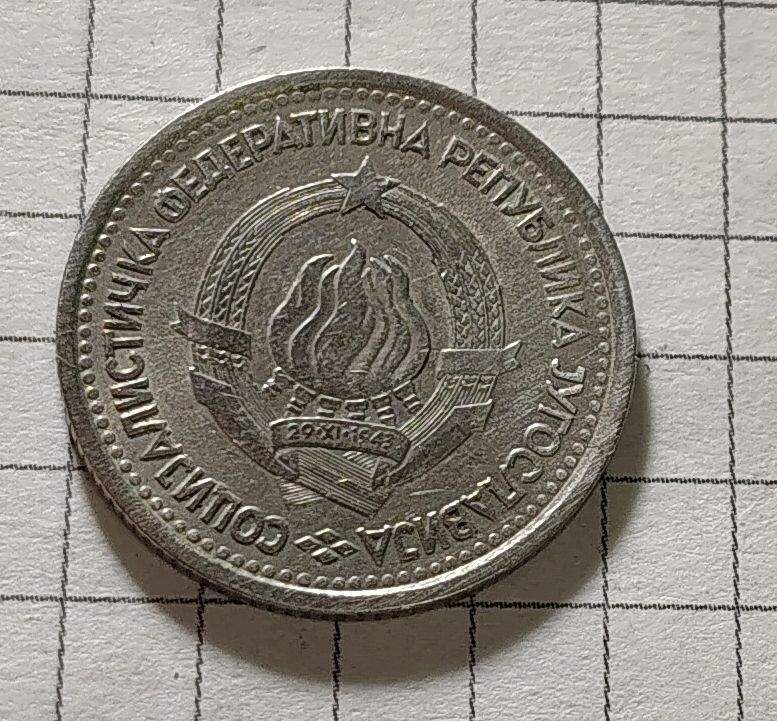 СОЦИЈАЛИСТИЧКА ФЕДЕРАТИВНА РЕПУБЛИКА ЈУГОСЛАВИЈА
29·XI·1943